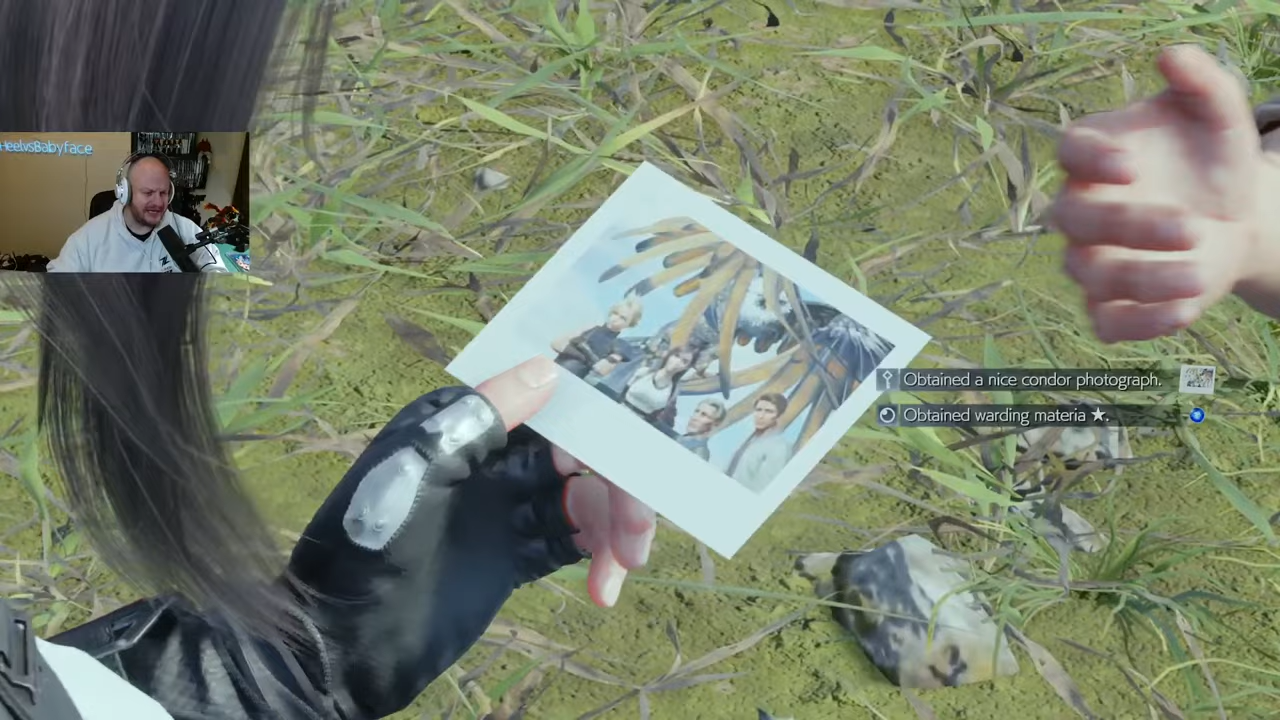 HeelvsBabyface
Obtained a nice condor photograph.
Obtained warding materia ★.